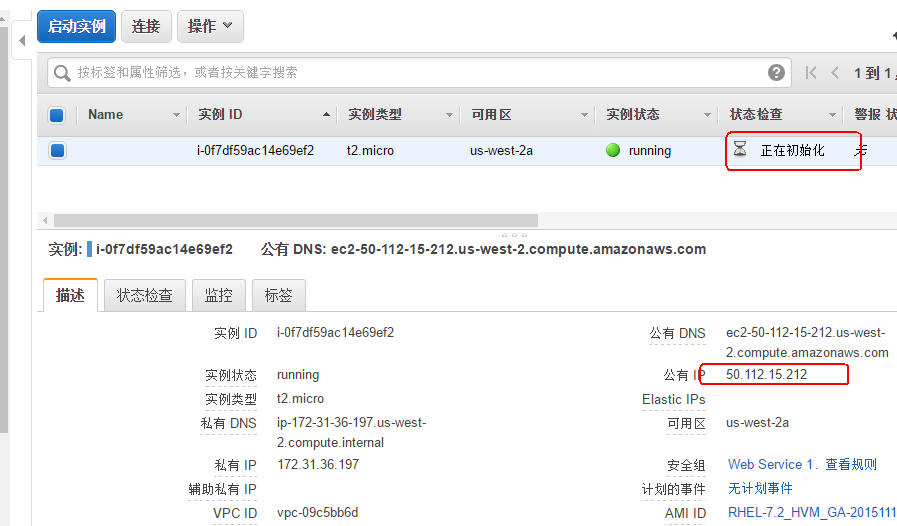 启动实例 连接 操作
按标签和属性筛选，或者按关键字搜索 ? 1 到 1
Name 实例 ID 实例类型 可用区 实例状态 状态检查 警报 状
i-0f7df59ac14e69ef2 t2.micro us-west-2a running 正在初始化 无
实例: i-0f7df59ac14e69ef2 公有 DNS: ec2-50-112-15-212.us-west-2.compute.amazonaws.com
描述 状态检查 监控 标签
实例 ID i-0f7df59ac14e69ef2 公有 DNS ec2-50-112-15-212.us-west-
2.compute.amazonaws.com
实例状态 running 公有 IP 50.112.15.212
实例类型 t2.micro Elastic IPs
私有 DNS ip-172-31-36-197.us-west- 可用区 us-west-2a
2.compute.internal
私有 IP 172.31.36.197 安全组 Web Service 1. 查看规则
辅助私有 IP 计划的事件 无计划事件
VPC ID vpc-09c5bb6d AMI ID RHEL-7.2_HVM_GA-2015111